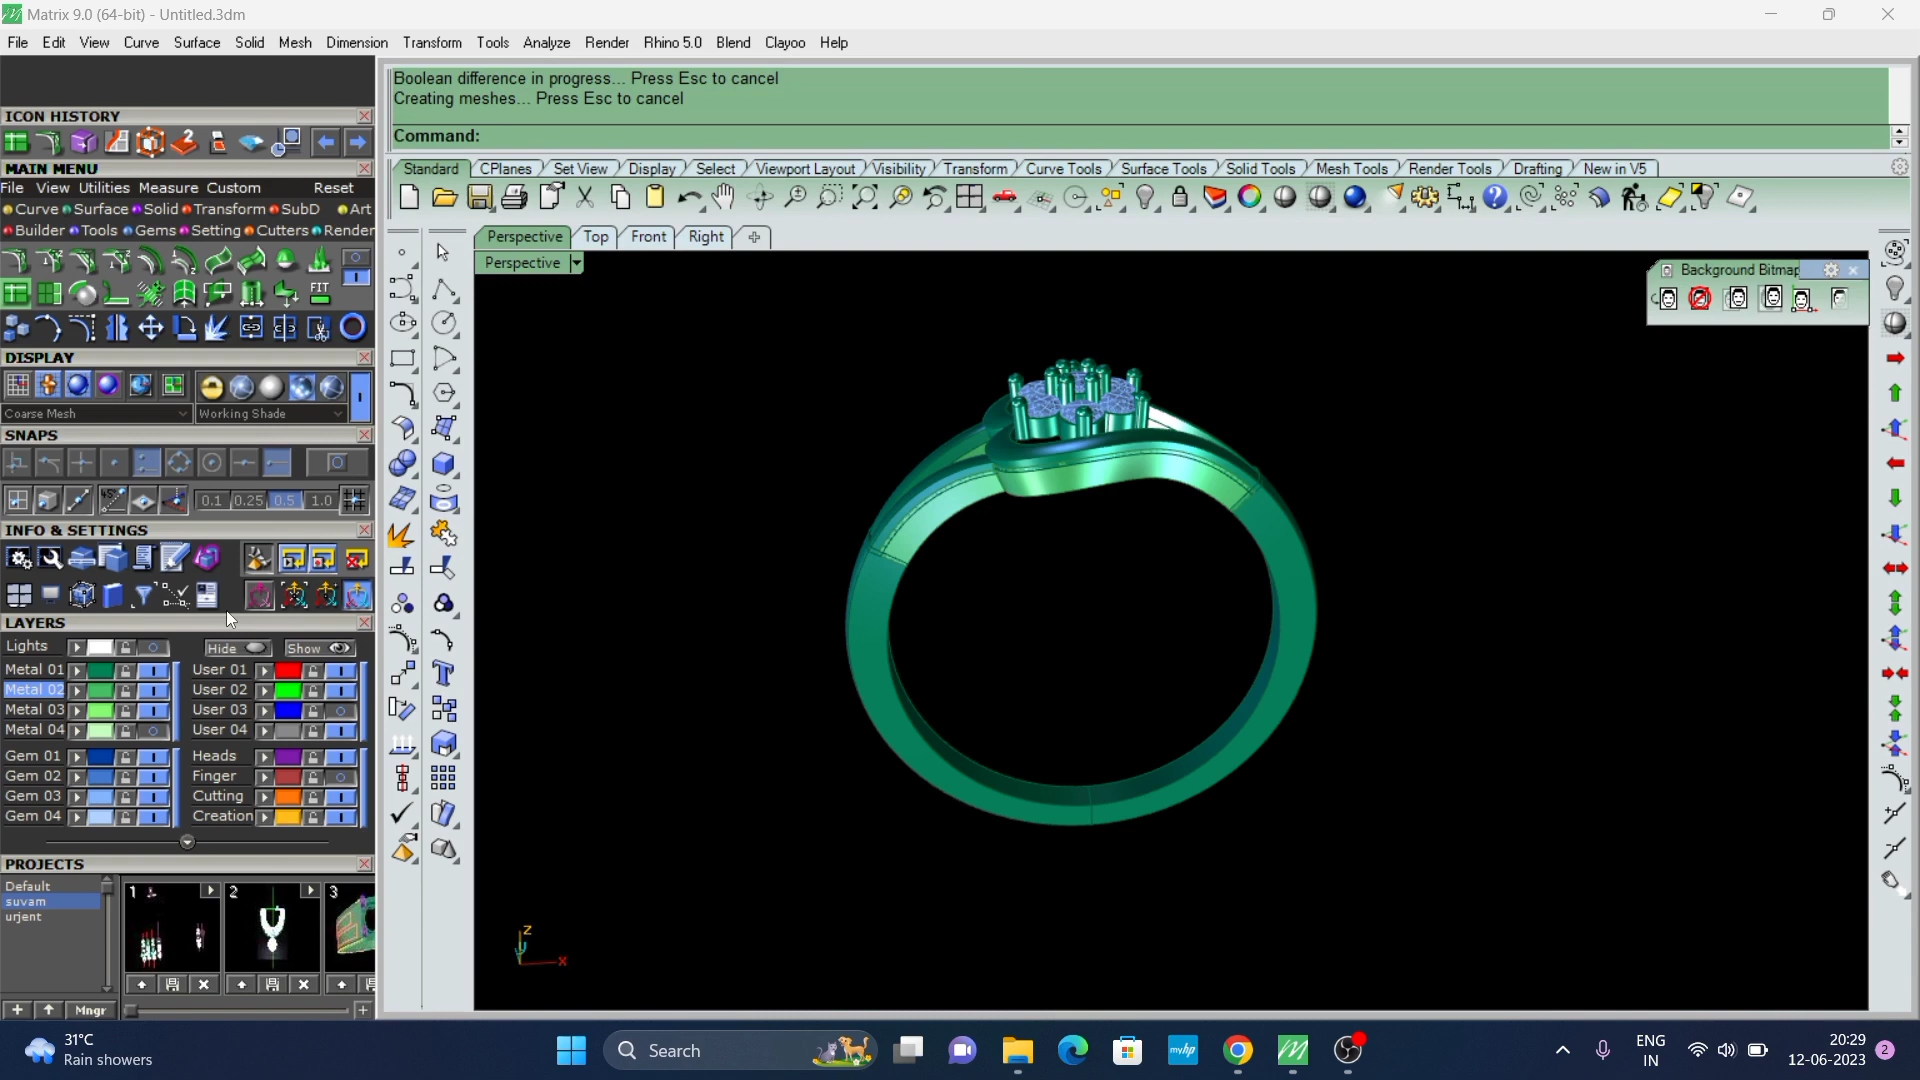 Matrix 9.0 (64-bit) - Untitled.3dm
File Edit View Curve Surface Solid Mesh Dimension Transform Tools Analyze Render Rhino 5.0 Blend Clayoo Help
Boolean difference in progress... Press Esc to cancel
Creating meshes... Press Esc to cancel
Command:
ICON HISTORY
MAIN MENU
File View Utilities Measure Custom Reset
Curve Surface Solid Transform SubD Art
Builder Tools Gems Setting Cutters Render
FIT
Standard CPlanes Set View Display Select Viewport Layout Visibility Transform Curve Tools Surface Tools Solid Tools Mesh Tools Render Tools Drafting New in V5
Perspective Top Front Right
Perspective
Background Bitmap
DISPLAY
Coarse Mesh Working Shade
SNAPS
0.1 0.25 0.5 1.0
INFO & SETTINGS
LAYERS
Lights Hide Show
Metal 01 User 01
Metal 02 User 02
Metal 03 User 03
Metal 04 User 04
Gem 01 Heads
Gem 02 Finger
Gem 03 Cutting
Gem 04 Creation
PROJECTS
Default
suvam
urjent
1 2 3
Mngr
z
x
31°C
Rain showers
Search
myhp
ENG
IN
20:29
12-06-2023
2